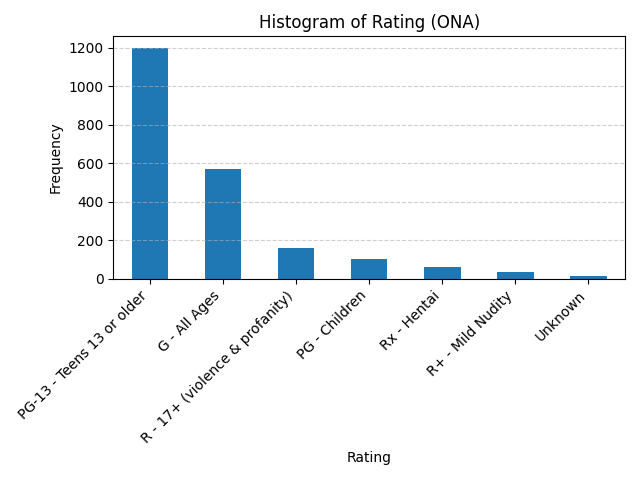 Histogram of Rating (ONA)
Frequency
1200
1000
800
600
400
200
0
PG-13 - Teens 13 or older
G - All Ages
R - 17+ (violence & profanity)
PG - Children
Rx - Hentai
R+ - Mild Nudity
Unknown
Rating